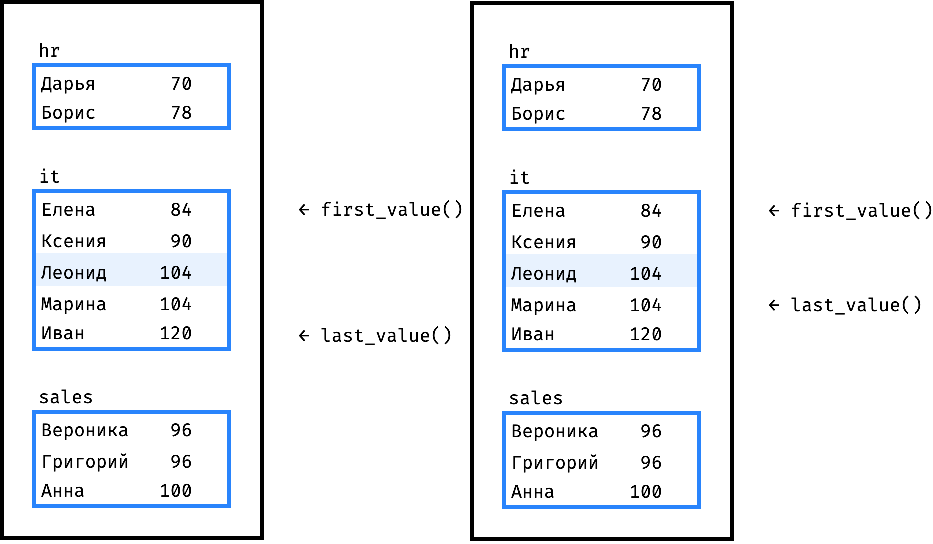 hr
Дарья 70
Борис 78
it
Елена 84
← first_value()
Ксения 90
Леонид 104
Марина 104
Иван 120
← last_value()
sales
Вероника 96
Григорий 96
Анна 100
hr
Дарья 70
Борис 78
it
Елена 84
← first_value()
Ксения 90
Леонид 104
Марина 104
← last_value()
Иван 120
sales
Вероника 96
Григорий 96
Анна 100